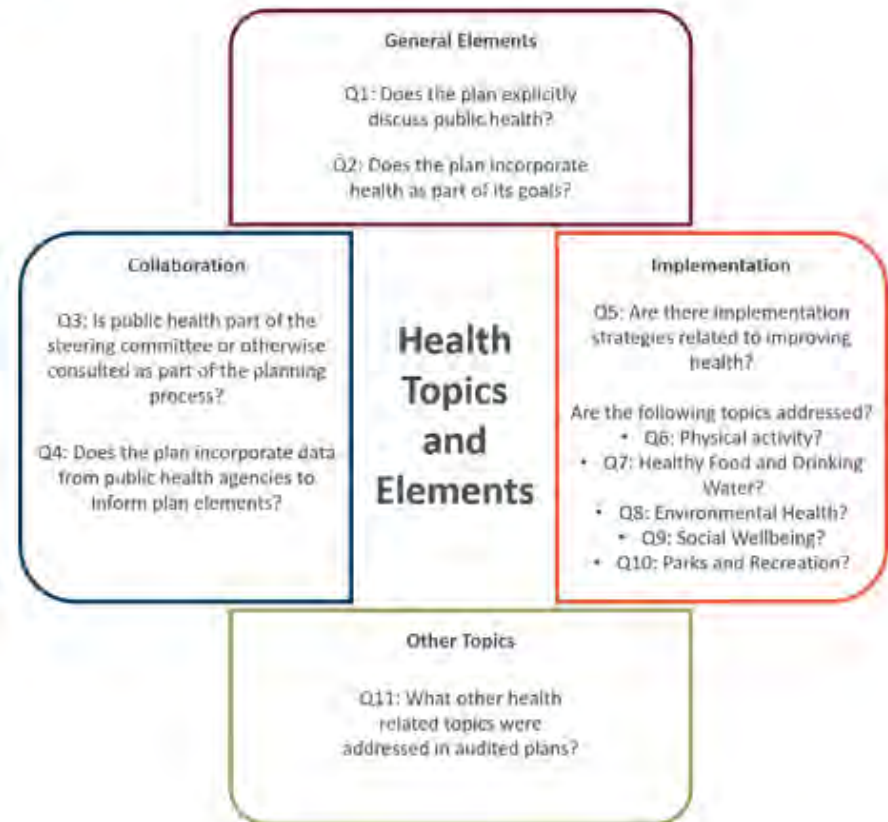 General Elements
Q1: Does the plan explicitly
discuss public health?
Q2: Does the plan incorporate
health as part of its goals?
Collaboration
Q3: Is public health part of the
steering committee or otherwise
consulted as part of the planning
process?
Q4: Does the plan incorporate data
from public health agencies to
inform plan elements?
Health
Topics
and
Elements
Implementation
Q5: Are there implementation
strategies related to improving
health?
Are the following topics addressed?
• Q6: Physical activity?
• Q7: Healthy Food and Drinking
Water?
• Q8: Environmental Health?
• Q9: Social Wellbeing?
• Q10: Parks and Recreation?
Other Topics
Q11: What other health
related topics were
addressed in audited plans?